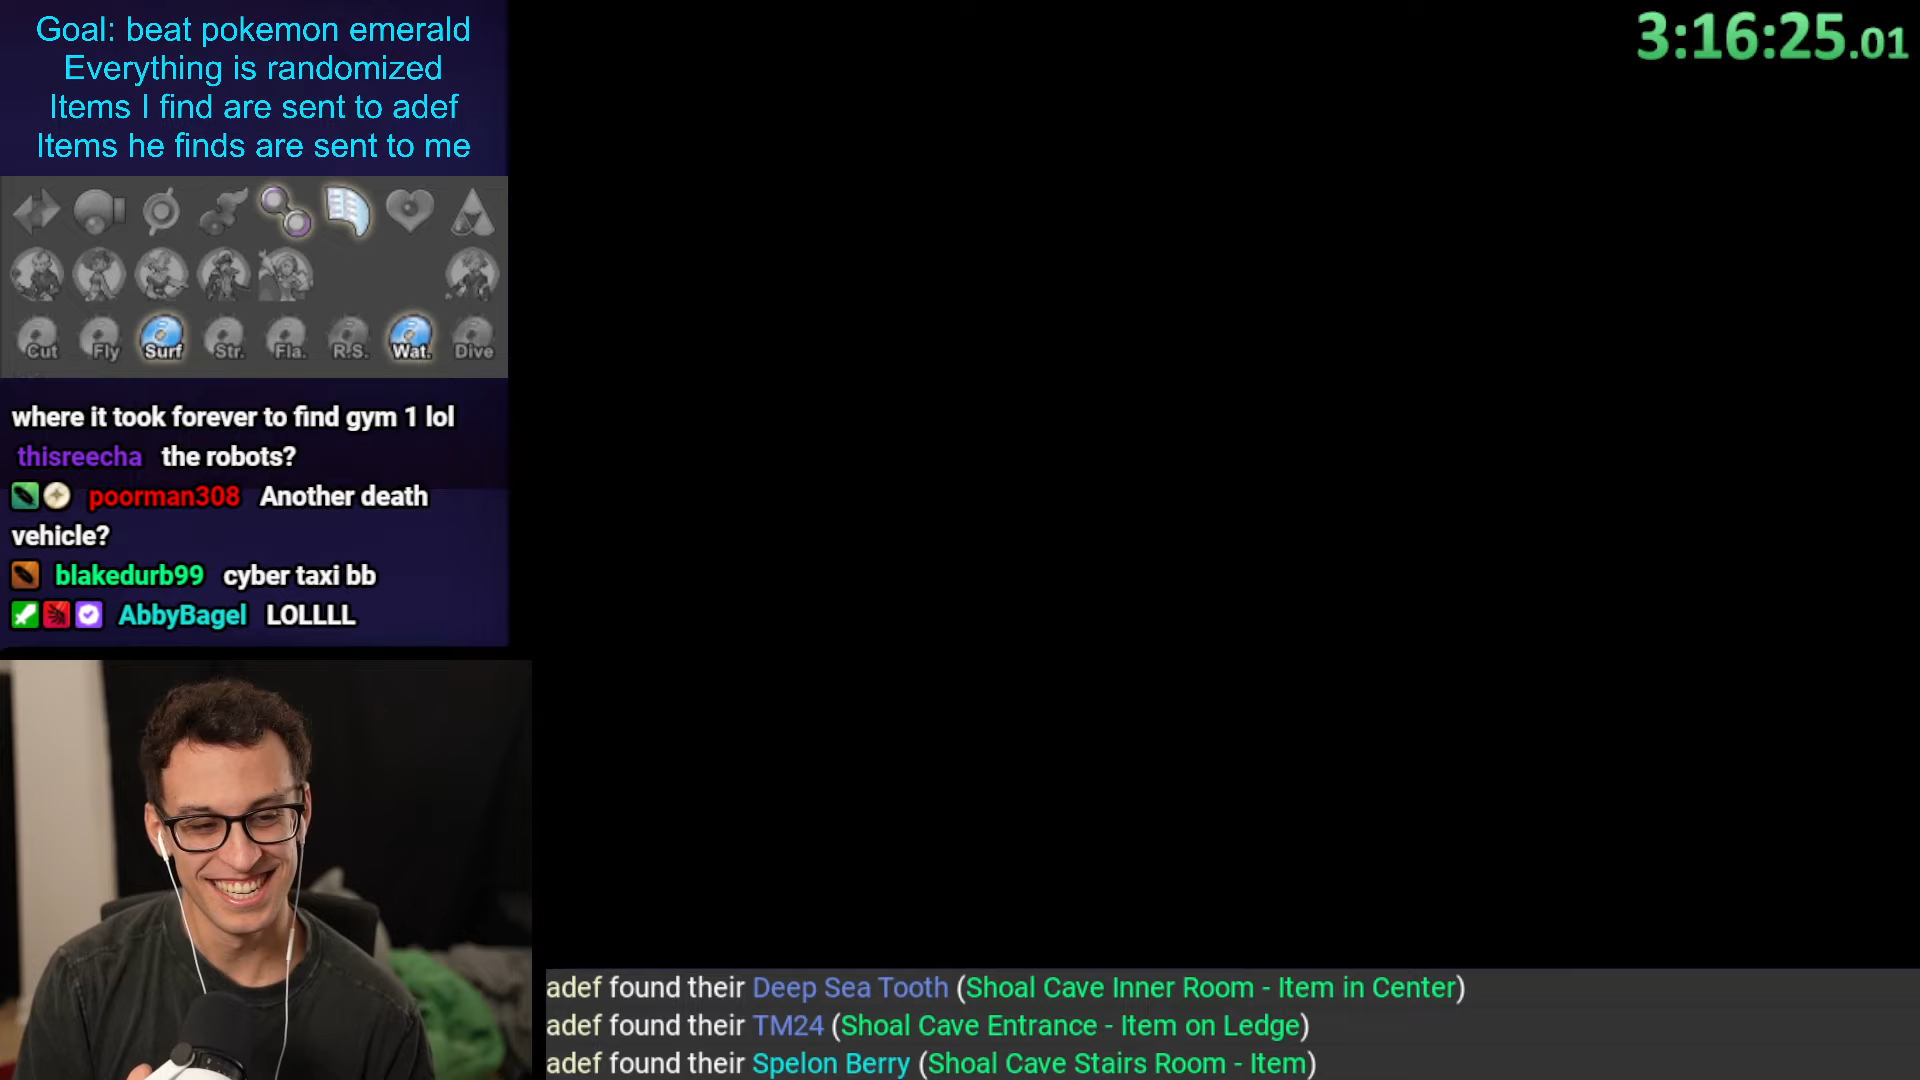 Goal: beat pokemon emerald
Everything is randomized
Items I find are sent to adef
Items he finds are sent to me
3:16:25.01
Cut Fly Surf Str. Fla. R.S. Wat. Dive
where it took forever to find gym 1 lol
thisreecha the robots?
poorman308 Another death
vehicle?
blakedurb99 cyber taxi bb
AbbyBagel LOLLLL
adef found their Deep Sea Tooth (Shoal Cave Inner Room - Item in Center)
adef found their TM24 (Shoal Cave Entrance - Item on Ledge)
adef found their Spelon Berry (Shoal Cave Stairs Room - Item)